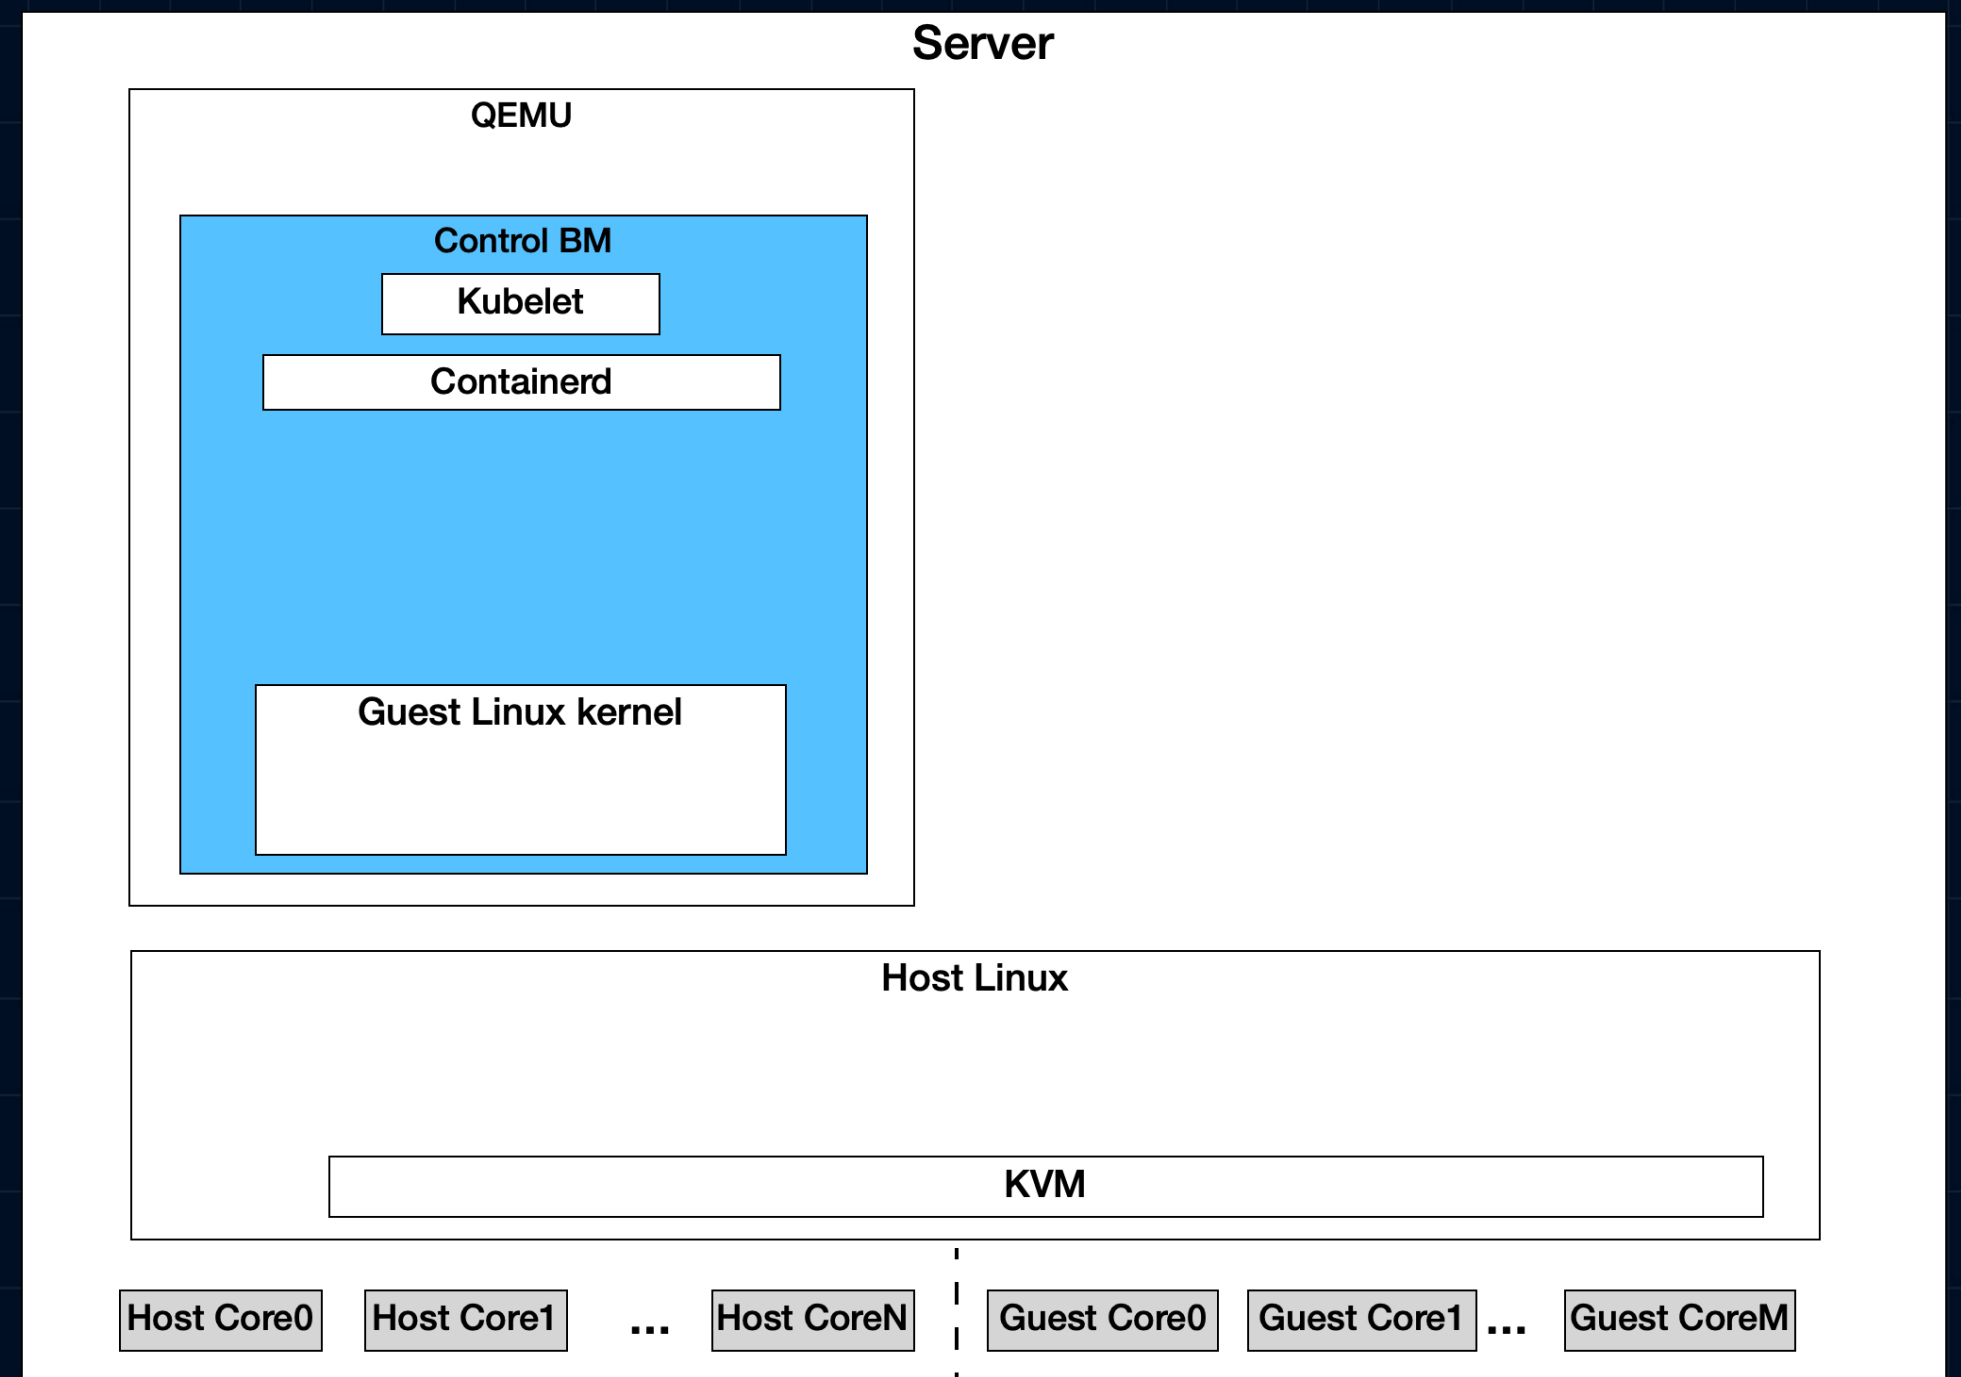 Server
QEMU
Control BM
Kubelet
Containerd
Guest Linux kernel
Host Linux
KVM
Host Core0 Host Core1 ... Host CoreN Guest Core0 Guest Core1 ... Guest CoreM